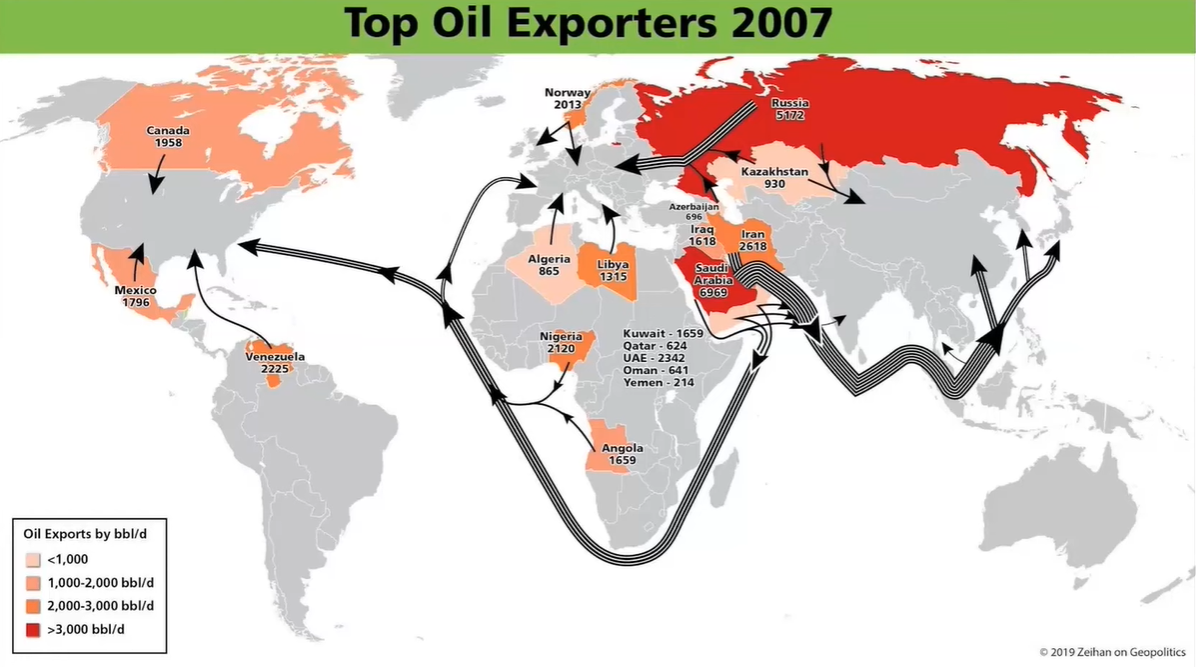 Top Oil Exporters 2007
Norway
2013
Russia
5172
Canada
1958
Kazakhstan
930
Azerbaijan
696
Iraq
1618
Iran
2618
Algeria
865
Libya
1315
Saudi
Arabia
6969
Mexico
1796
Nigeria
2120
Kuwait - 1659
Qatar - 624
UAE - 2342
Oman - 641
Yemen - 214
Venezuela
2225
Angola
1659
Oil Exports by bbl/d
<1,000
1,000-2,000 bbl/d
2,000-3,000 bbl/d
>3,000 bbl/d
© 2019 Zeihan on Geopolitics